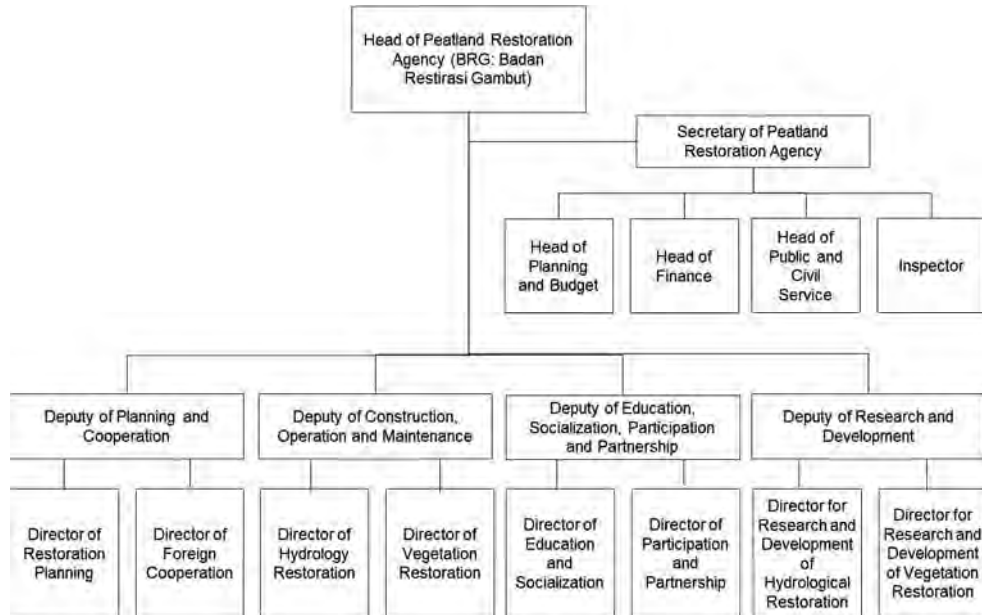 Head of Peatland Restoration
Agency (BRG: Badan
Restirasi Gambut)
Secretary of Peatland
Restoration Agency
Head of
Planning
and Budget
Head of
Finance
Head of
Public and
Civil
Service
Inspector
Deputy of Planning and
Cooperation
Deputy of Construction,
Operation and Maintenance
Deputy of Education,
Socialization, Participation
and Partnership
Deputy of Research and
Development
Director of
Restoration
Planning
Director of
Foreign
Cooperation
Director of
Hydrology
Restoration
Director of
Vegetation
Restoration
Director of
Education
and
Socialization
Director of
Participation
and
Partnership
Director for
Research and
Development
of
Hydrological
Restoration
Director for
Research and
Development
of Vegetation
Restoration